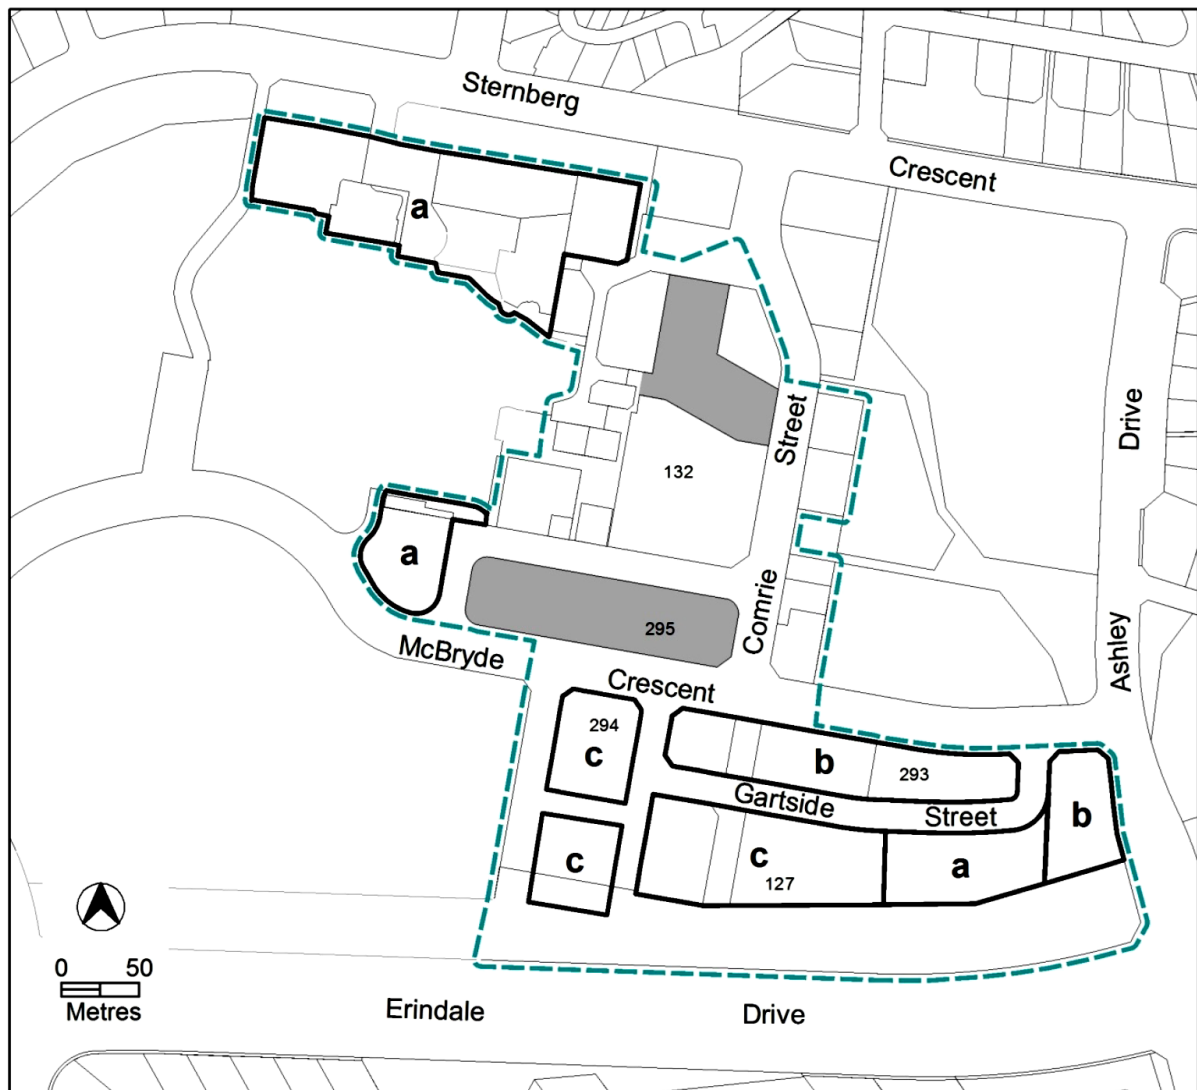 Sternberg
Crescent
a
Drive
Street
132
a
295
Comrie
McBryde
Crescent
Ashley
294
c
b
293
Gartside
Street
b
c
c
127
a
0 50
Metres
Erindale
Drive